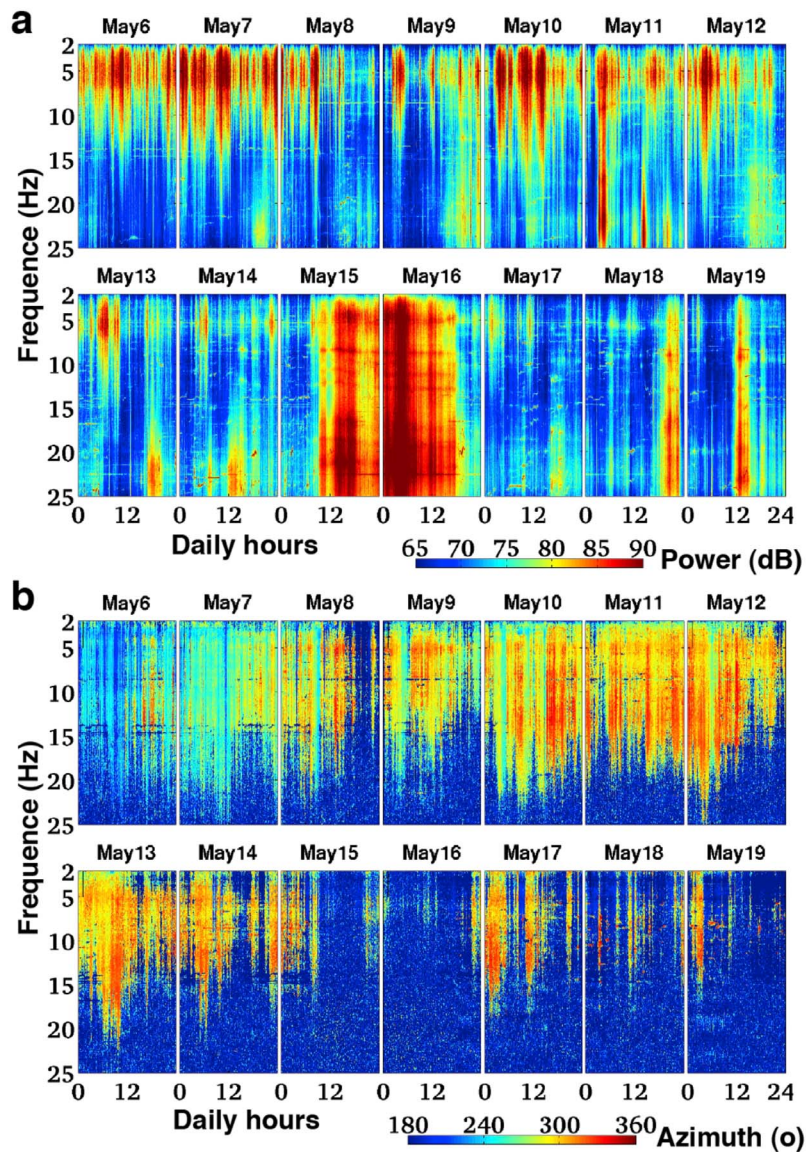 a
May6 May7 May8 May9 May10 May11 May12
2
5
10
15
20
25
Frequence (Hz)
May13 May14 May15 May16 May17 May18 May19
2
5
10
15
20
25
0 12 0 12 0 12 0 12 0 12 0 12 0 12 24
Daily hours
65 70 75 80 85 90
Power (dB)
b
May6 May7 May8 May9 May10 May11 May12
2
5
10
15
20
25
Frequence (Hz)
May13 May14 May15 May16 May17 May18 May19
2
5
10
15
20
25
0 12 0 12 0 12 0 12 0 12 0 12 0 12 24
Daily hours
180 240 300 360
Azimuth (o)